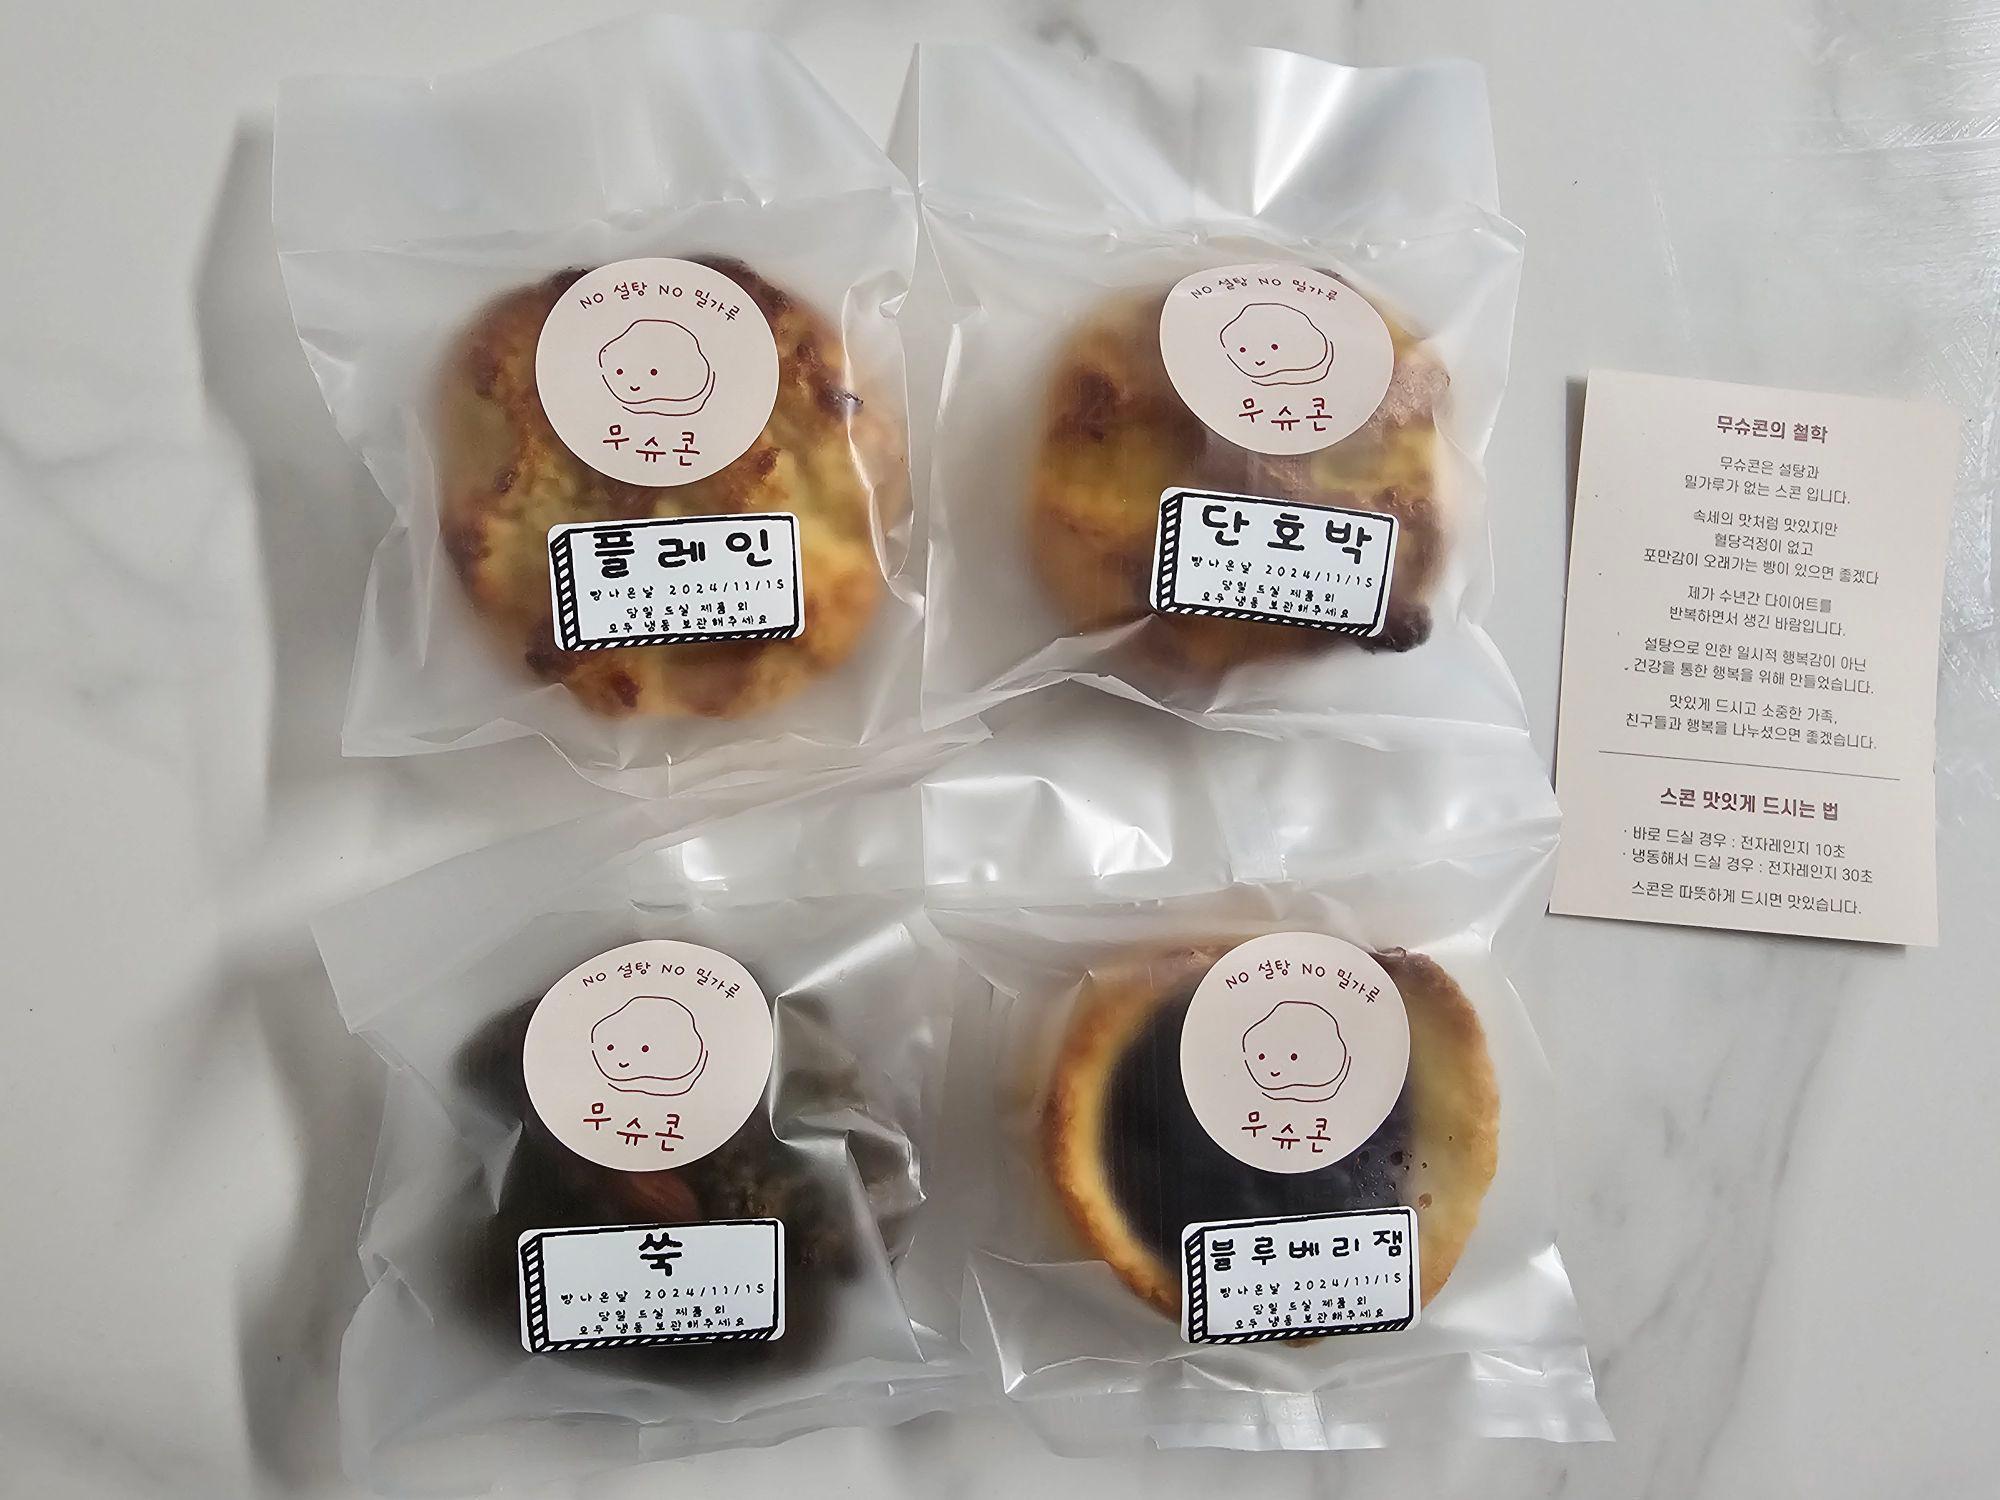 NO 설탕 NO 밀가루
무슈콘
플레인
빵 나온 날 2024/11/15
당일 드실 제품 외
모두 냉동 보관해주세요
NO 설탕 NO 밀가루
무슈콘
단호박
빵 나온 날 2024/11/15
당일 드실 제품 외
모두 냉동 보관해주세요
NO 설탕 NO 밀가루
무슈콘
쑥
빵 나온 날 2024/11/15
당일 드실 제품 외
모두 냉동 보관해주세요
NO 설탕 NO 밀가루
무슈콘
블루베리잼
빵 나온 날 2024/11/15
당일 드실 제품 외
모두 냉동 보관해주세요
무슈콘의 철학
무슈콘은 설탕과
밀가루가 없는 스콘 입니다.
속세의 맛처럼 맛있지만
혈당걱정이 없고
포만감이 오래가는 빵이 있으면 좋겠다
제가 수년간 다이어트를
반복하면서 생긴 바람입니다.
설탕으로 인한 일시적 행복감이 아닌
건강을 통한 행복을 위해 만들었습니다.
맛있게 드시고 소중한 가족,
친구들과 행복을 나누셨으면 좋겠습니다.
스콘 맛잇게 드시는 법
· 바로 드실 경우 : 전자레인지 10초
· 냉동해서 드실 경우 : 전자레인지 30초
스콘은 따뜻하게 드시면 맛있습니다.